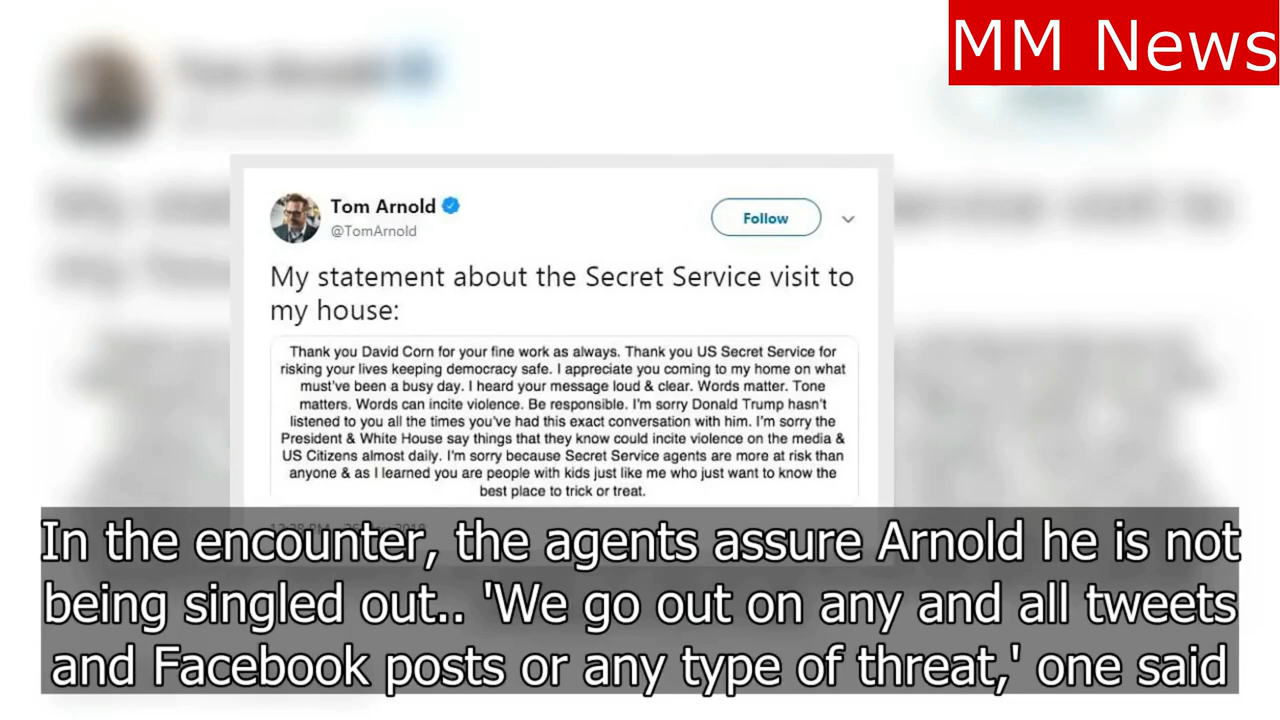 MM News
Tom Arnold
@TomArnold
Follow
My statement about the Secret Service visit to
my house:
Thank you David Corn for your fine work as always. Thank you US Secret Service for
risking your lives keeping democracy safe. I appreciate you coming to my home on what
must've been a busy day. I heard your message loud & clear. Words matter. Tone
matters. Words can incite violence. Be responsible. I'm sorry Donald Trump hasn't
listened to you all the times you've had this exact conversation with him. I'm sorry the
President & White House say things that they know could incite violence on the media &
US Citizens almost daily. I'm sorry because Secret Service agents are more at risk than
anyone & as I learned you are people with kids just like me who just want to know the
best place to trick or treat.
In the encounter, the agents assure Arnold he is not
being singled out.. 'We go out on any and all tweets
and Facebook posts or any type of threat,' one said